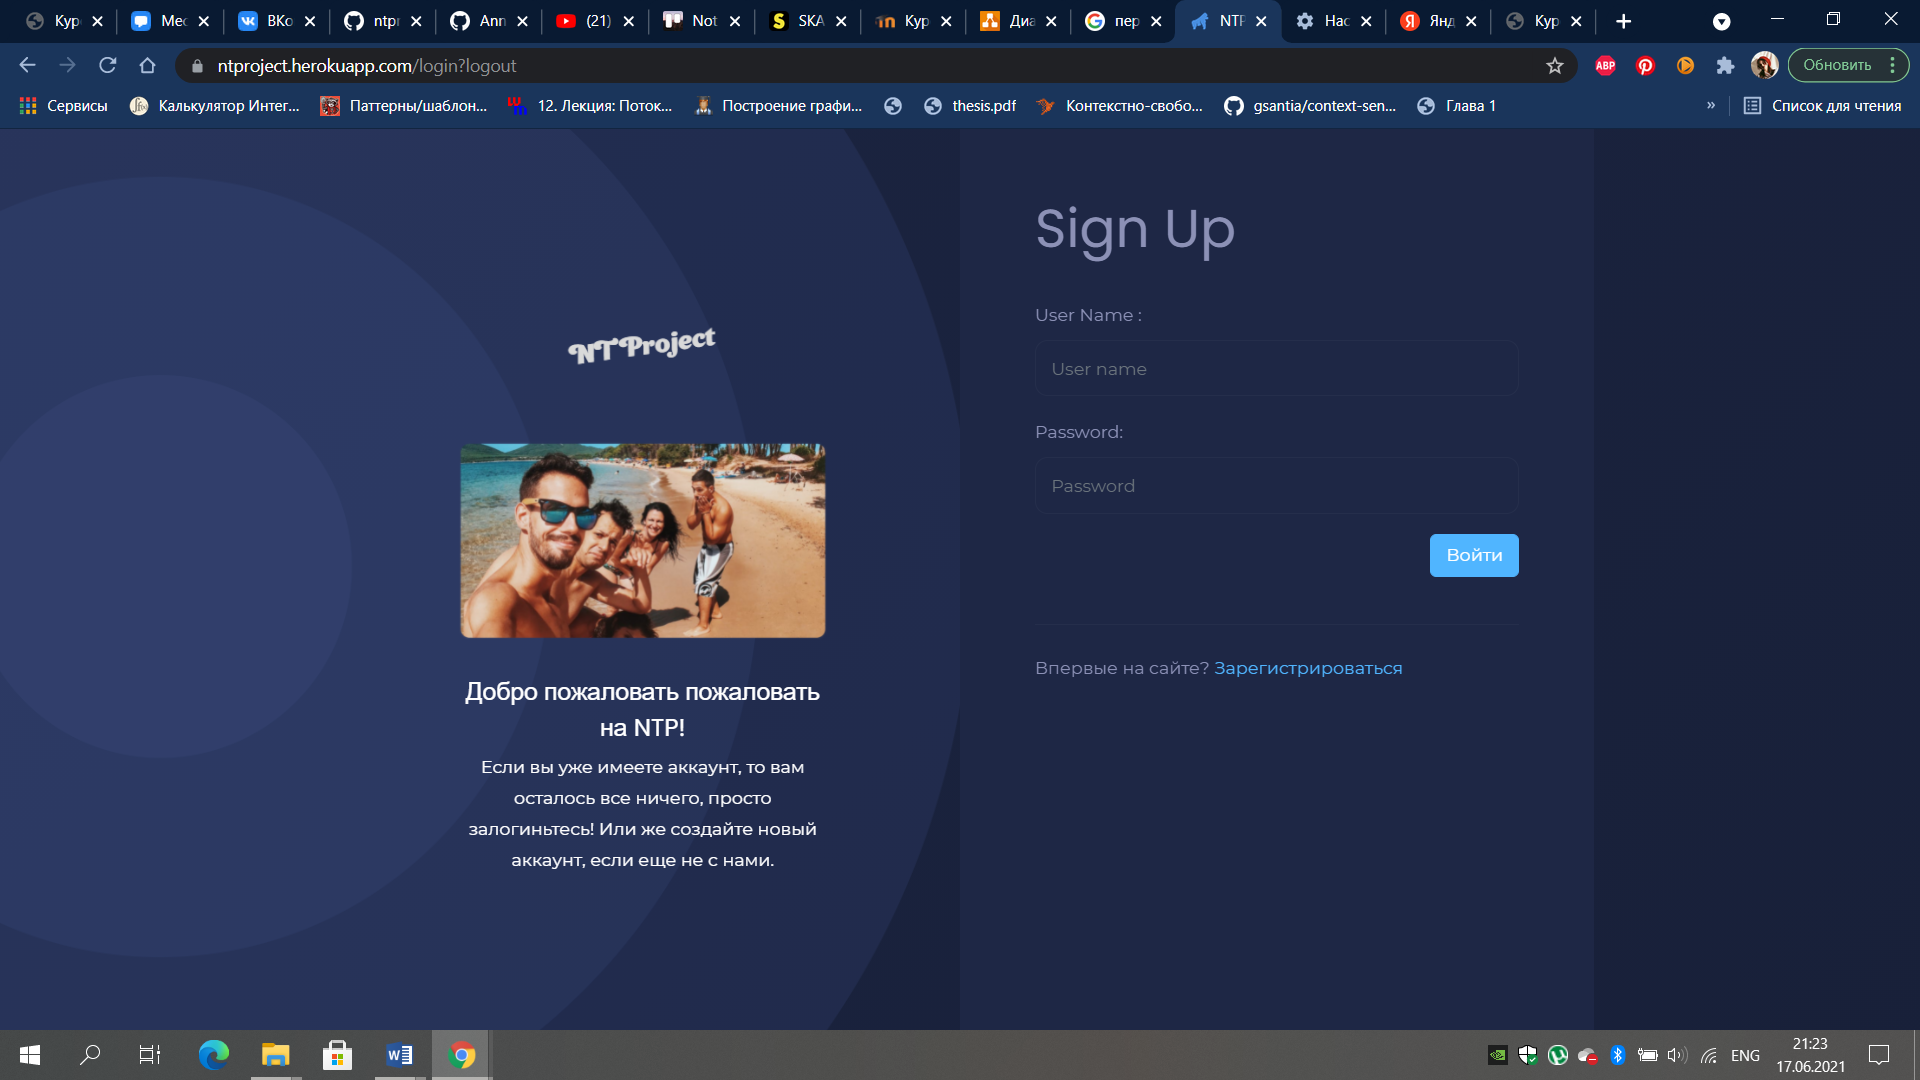 Кур
Мес
ВКо
ntpr
Ann
(21)
Not
SKA
Кур
Диа
пер
NTP
Нас
Янд
Кур
ntproject.herokuapp.com/login?logout
ABP
Обновить
Сервисы
Калькулятор Интег...
Паттерны/шаблон...
12. Лекция: Поток...
Построение графи...
thesis.pdf
Контекстно-свобо...
gsantia/context-sen...
Глава 1
»
Список для чтения
NTProject
Добро пожаловать пожаловать
на NTP!
Если вы уже имеете аккаунт, то вам
осталось все ничего, просто
залогиньтесь! Или же создайте новый
аккаунт, если еще не с нами.
Sign Up
User Name :
User name
Password:
Password
Войти
Впервые на сайте? Зарегистрироваться
ENG
21:23
17.06.2021